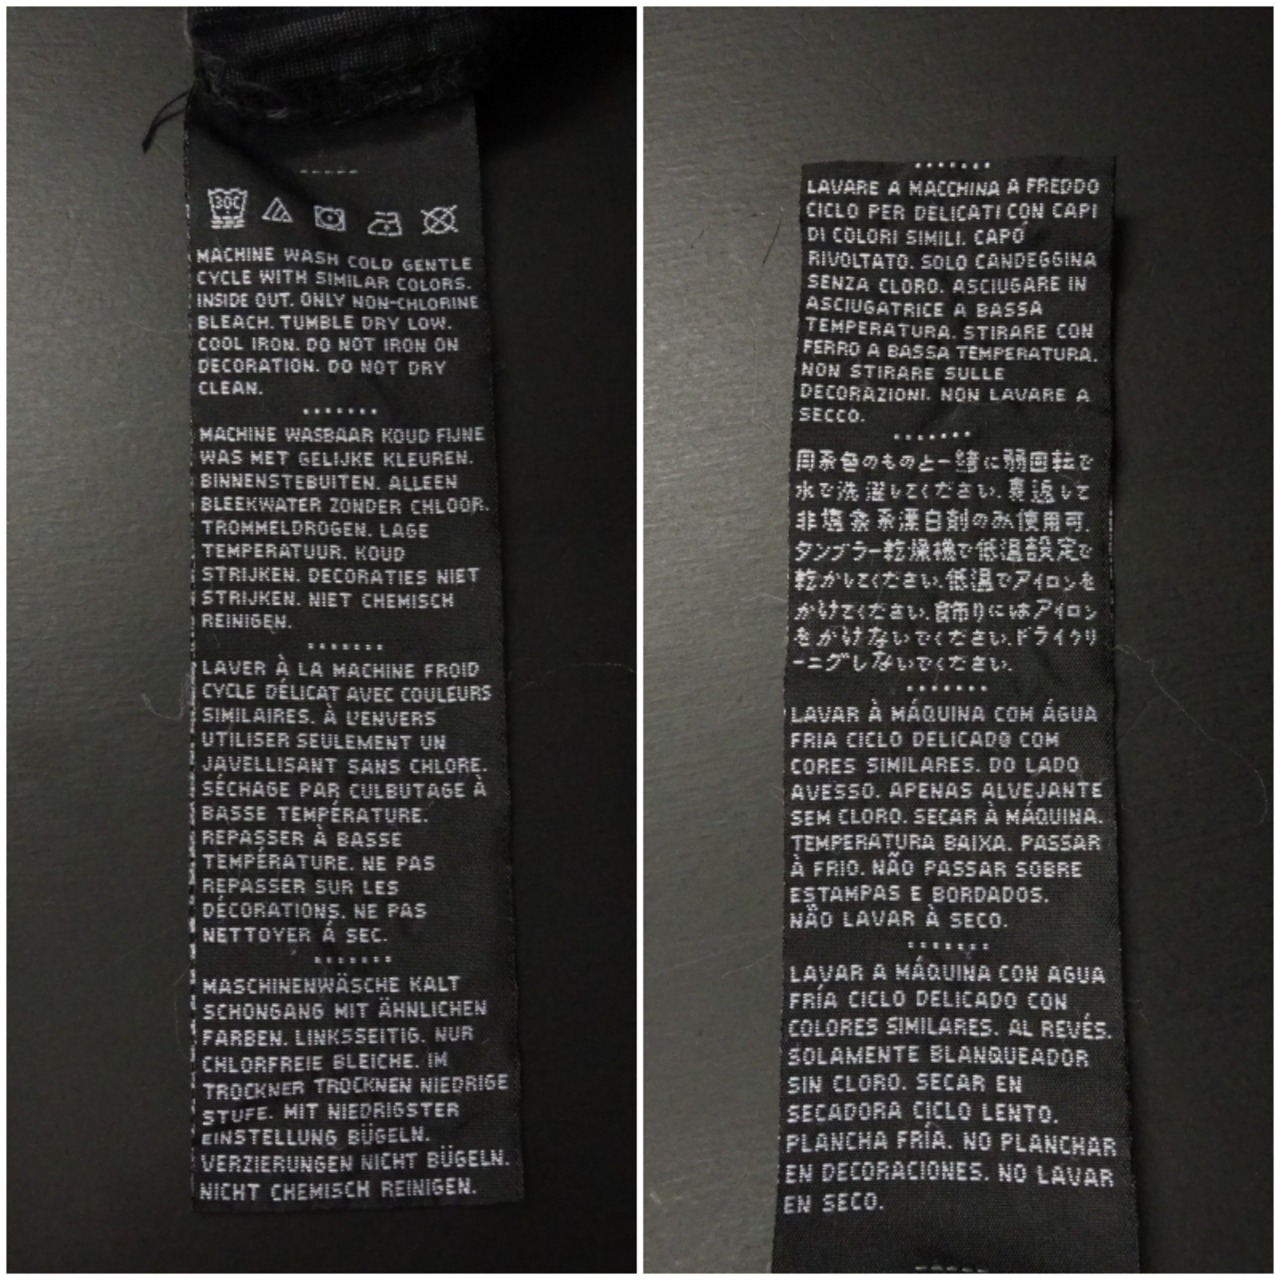 30C
MACHINE WASH COLD GENTLE
CYCLE WITH SIMILAR COLORS.
INSIDE OUT. ONLY NON-CHLORINE
BLEACH. TUMBLE DRY LOW.
COOL IRON. DO NOT IRON ON
DECORATION. DO NOT DRY
CLEAN.
MACHINE WASBAAR KOUD FIJNE
WAS MET GELIJKE KLEUREN.
BINNENSTEBUITEN. ALLEEN
BLEEKWATER ZONDER CHLOOR.
TROMMELDROGEN. LAGE
TEMPERATUUR. KOUD
STRIJKEN. DECORATIES NIET
STRIJKEN. NIET CHEMISCH
REINIGEN.
LAVER À LA MACHINE FROID
CYCLE DÉLICAT AVEC COULEURS
SIMILAIRES. À L'ENVERS
UTILISER SEULEMENT UN
JAVELLISANT SANS CHLORE.
SÉCHAGE PAR CULBUTAGE À
BASSE TEMPÉRATURE.
REPASSER À BASSE
TEMPÉRATURE. NE PAS
REPASSER SUR LES
DÉCORATIONS. NE PAS
NETTOYER Á SEC.
MASCHINENWÄSCHE KALT
SCHONGANG MIT ÄHNLICHEN
FARBEN. LINKSSEITIG. NUR
CHLORFREIE BLEICHE. IM
TROCKNER TROCKNEN NIEDRIGE
STUFE. MIT NIEDRIGSTER
EINSTELLUNG BÜGELN.
VERZIERUNGEN NICHT BÜGELN.
NICHT CHEMISCH REINIGEN.
LAVARE A MACCHINA A FREDDO
CICLO PER DELICATI CON CAPI
DI COLORI SIMILI. CAPO
RIVOLTATO. SOLO CANDEGGINA
SENZA CLORO. ASCIUGARE IN
ASCIUGATRICE A BASSA
TEMPERATURA. STIRARE CON
FERRO A BASSA TEMPERATURA.
NON STIRARE SULLE
DECORAZIONI. NON LAVARE A
SECCO.
同系色のものと一緒に弱回転で
水で洗濯してください. 裏返して
非塩素系漂白剤のみ使用可.
タンブラー乾燥機で低温設定で
乾かしてください. 低温でアイロンを
かけてください. 飾りにはアイロン
をかけないでください. ドライクリ
ーニグしないでください.
LAVAR À MÁQUINA COM ÁGUA
FRIA CICLO DELICADO COM
CORES SIMILARES. DO LADO
AVESSO. APENAS ALVEJANTE
SEM CLORO. SECAR À MÁQUINA.
TEMPERATURA BAIXA. PASSAR
À FRIO. NÃO PASSAR SOBRE
ESTAMPAS E BORDADOS.
NÃO LAVAR À SECO.
LAVAR A MÁQUINA CON AGUA
FRÍA CICLO DELICADO CON
COLORES SIMILARES. AL REVÉS.
SOLAMENTE BLANQUEADOR
SIN CLORO. SECAR EN
SECADORA CICLO LENTO.
PLANCHA FRÍA. NO PLANCHAR
EN DECORACIONES. NO LAVAR
EN SECO.